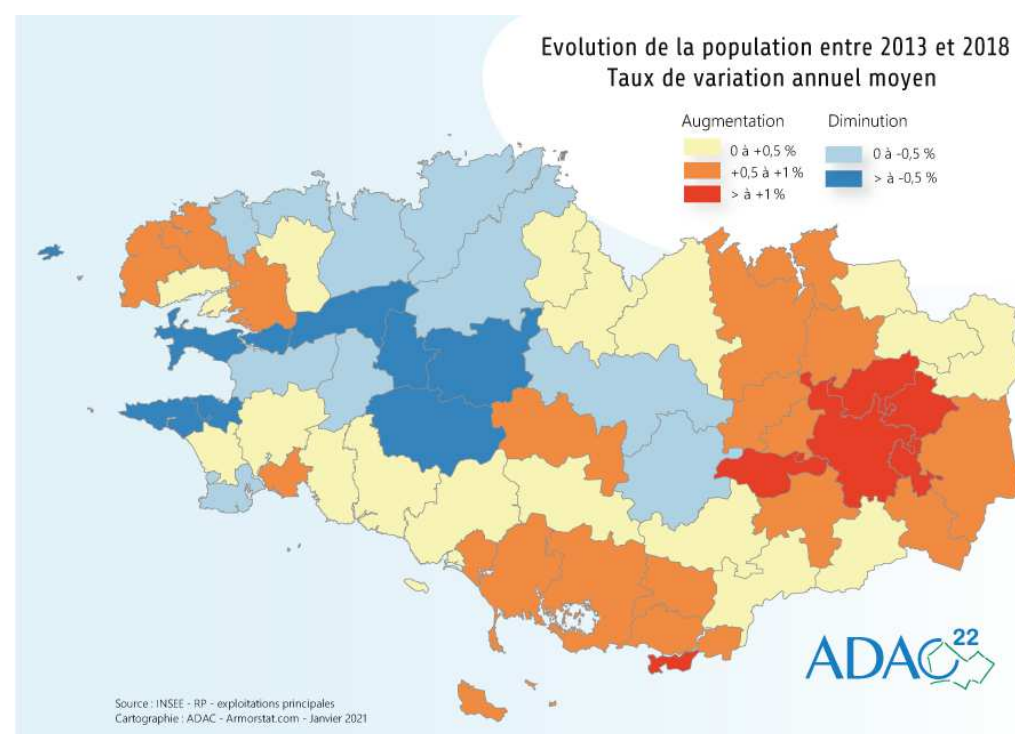 Evolution de la population entre 2013 et 2018
Taux de variation annuel moyen
Augmentation
0 à +0,5 %
+0,5 à +1%
> à +1%
Diminution
0 à -0,5 %
> à -0,5 %
ADAC 22
Source : INSEE - RP - exploitations principales
Cartographie : ADAC - Armorstat.com - Janvier 2021